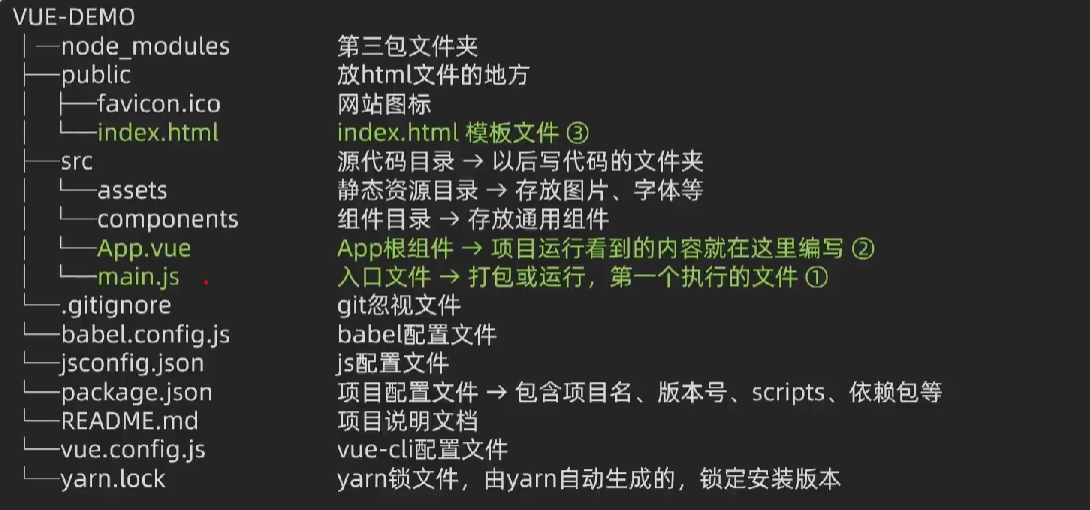 VUE-DEMO
│─node_modules 第三包文件夹
├──public 放html文件的地方
│ ├──favicon.ico 网站图标
│ └──index.html index.html 模板文件 ③
├──src 源代码目录 → 以后写代码的文件夹
│ └──assets 静态资源目录 → 存放图片、字体等
│ └──components 组件目录 → 存放通用组件
│ └──App.vue App根组件 → 项目运行看到的内容就在这里编写 ②
│ └──main.js 入口文件 → 打包或运行，第一个执行的文件 ①
└──.gitignore git忽视文件
└──babel.config.js babel配置文件
└──jsconfig.json js配置文件
└──package.json 项目配置文件 → 包含项目名、版本号、scripts、依赖包等
└──README.md 项目说明文档
└──vue.config.js vue-cli配置文件
└──yarn.lock yarn锁文件，由yarn自动生成的，锁定安装版本